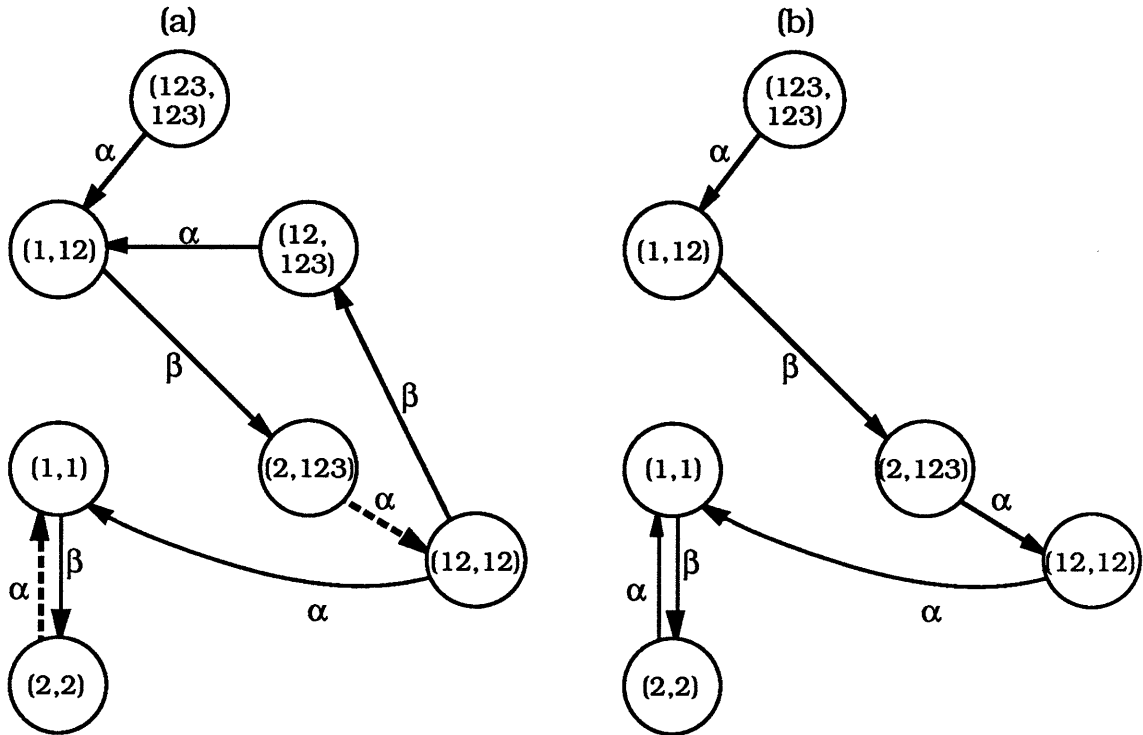 (a)
(123,
123)
α
(1,12)
α
(12,
123)
β
β
(1,1)
(2,123)
α
(12,12)
α
β
α
(2,2)
(b)
(123,
123)
α
(1,12)
β
(1,1)
(2,123)
α
(12,12)
α
β
α
(2,2)